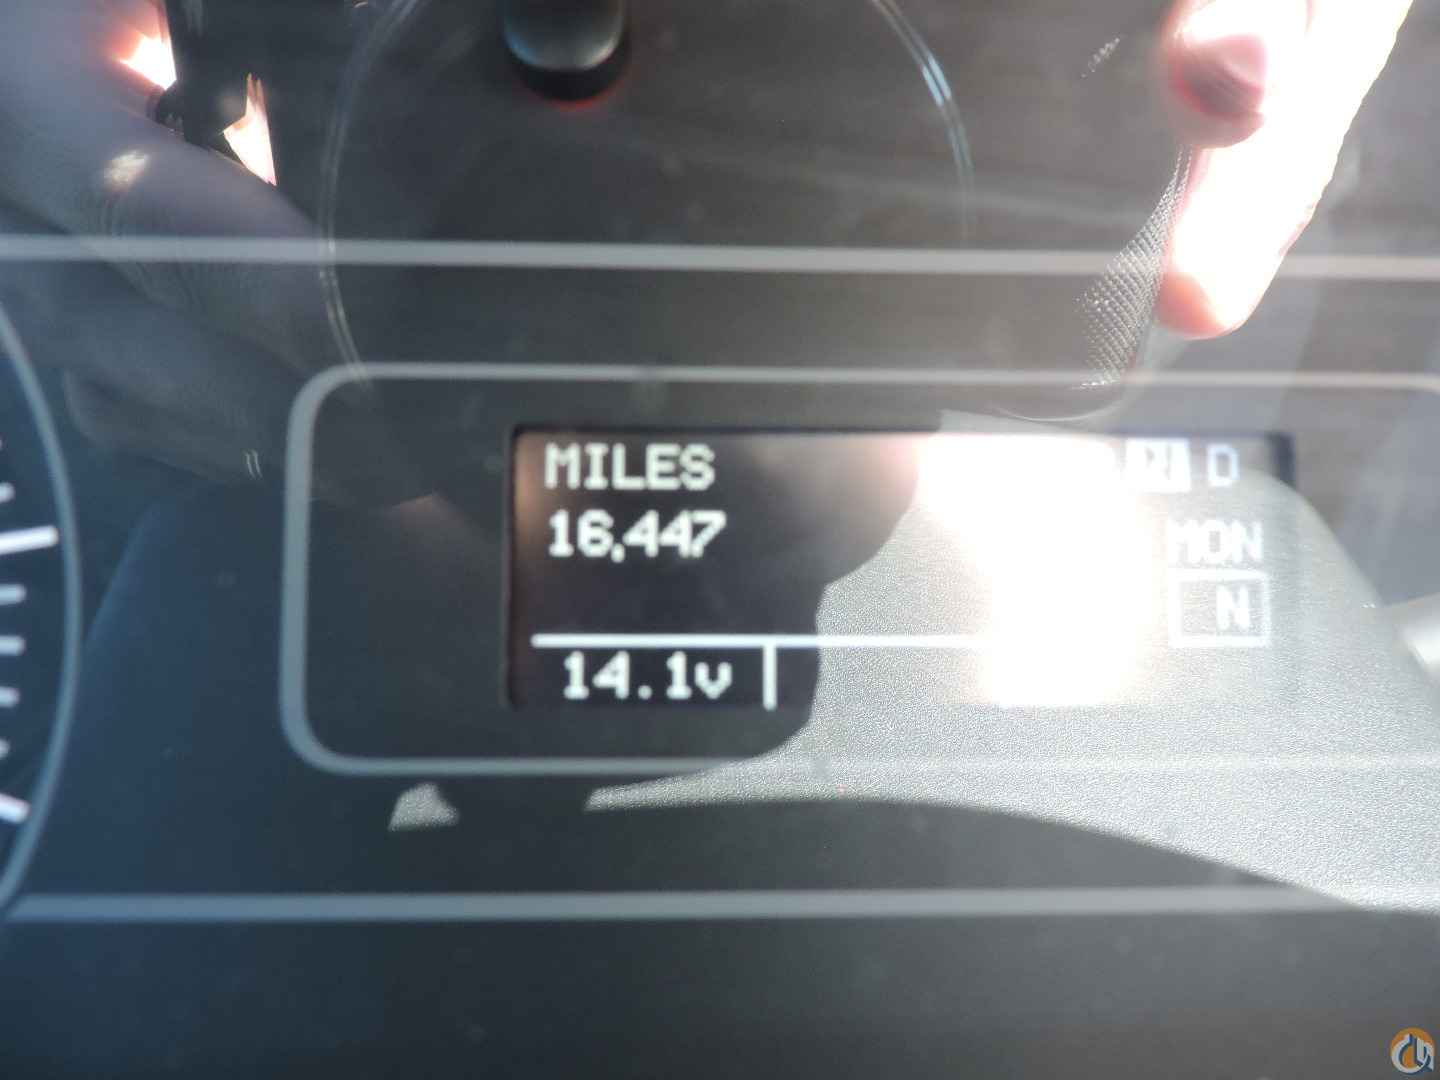 MILES
N D
16,447
MON
N
14.1v